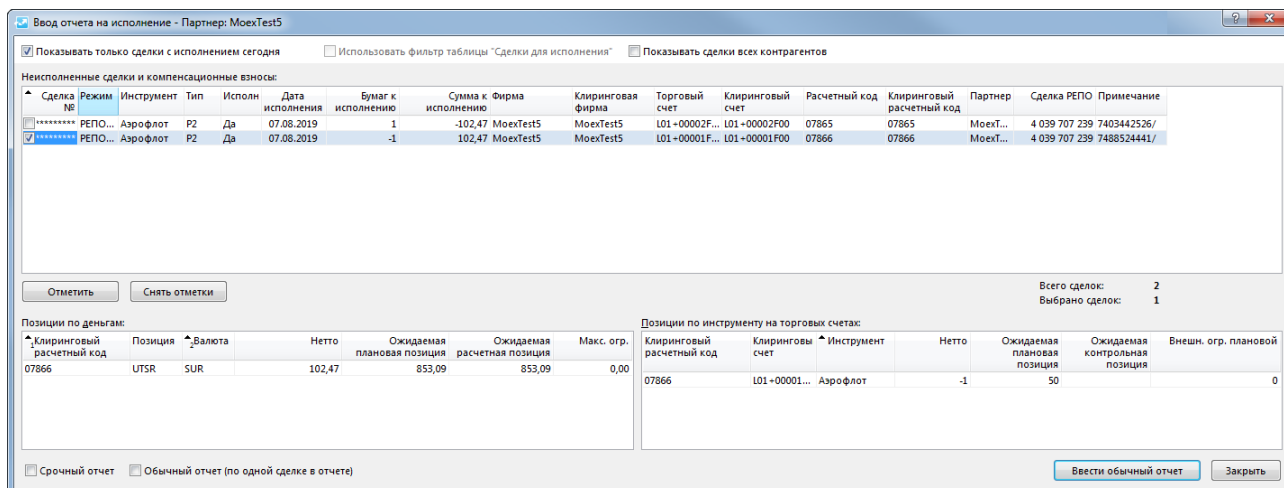 Ввод отчета на исполнение - Партнер: MoexTest5
Показывать только сделки с исполнением сегодня Использовать фильтр таблицы "Сделки для исполнения" Показывать сделки всех контрагентов
Неисполненные сделки и компенсационные взносы:
Сделка № Режим Инструмент Тип Исполн Дата исполнения Бумаг к исполнению Сумма к исполнению Фирма Клиринговая фирма Торговый счет Клиринговый счет Расчетный код Клиринговый расчетный код Партнер Сделка РЕПО Примечание
********* РЕПО... Аэрофлот P2 Да 07.08.2019 1 -102,47 MoexTest5 MoexTest5 L01+00002F... L01+00002F00 07865 07865 MoexT... 4 039 707 239 7403442526/
********* РЕПО... Аэрофлот P2 Да 07.08.2019 -1 102,47 MoexTest5 MoexTest5 L01+00001F... L01+00001F00 07866 07866 MoexT... 4 039 707 239 7488524441/
Отметить Снять отметки
Всего сделок: 2
Выбрано сделок: 1
Позиции по деньгам:
1 Клиринговый расчетный код Позиция 2 Валюта Нетто Ожидаемая плановая позиция Ожидаемая расчетная позиция Макс. огр.
07866 UTSR SUR 102,47 853,09 853,09 0,00
Позиции по инструменту на торговых счетах:
Клиринговый расчетный код Клиринговы счет Инструмент Нетто Ожидаемая плановая позиция Ожидаемая контрольная позиция Внешн. огр. плановой
07866 L01+00001... Аэрофлот -1 50 0
Срочный отчет Обычный отчет (по одной сделке в отчете)
Ввести обычный отчет Закрыть